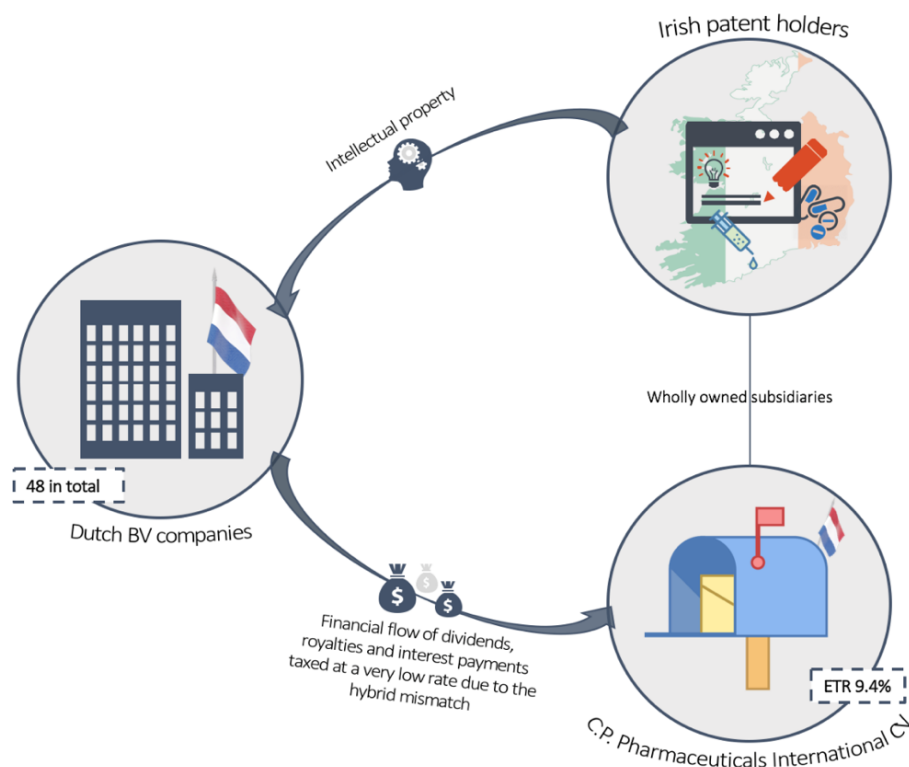 Irish patent holders
Intellectual property
Wholly owned subsidiaries
48 in total
Dutch BV companies
$
$
$
Financial flow of dividends,
royalties and interest payments
taxed at a very low rate due to the
hybrid mismatch
ETR 9.4%
C.P. Pharmaceuticals International CV